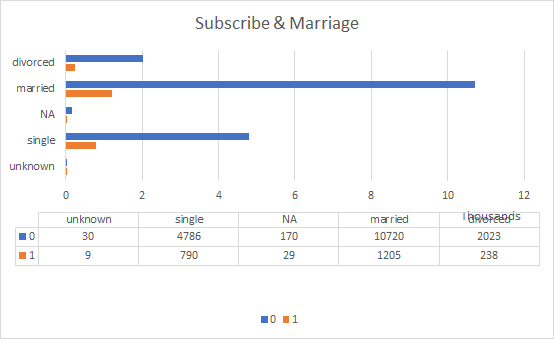 Subscribe & Marriage
divorced
married
NA
single
unknown
0 2 4 6 8 10 12
Thousands
unknown single NA married divorced
0 30 4786 170 10720 2023
1 9 790 29 1205 238
0 1